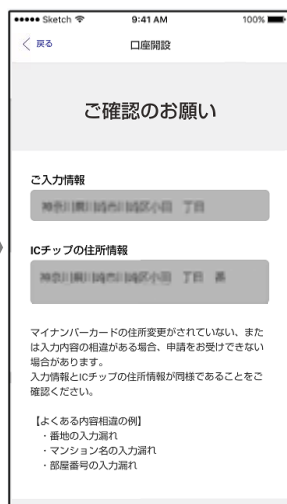 ●●●●● Sketch 9:41 AM 100%
戻る 口座開設
ご確認のお願い
ご入力情報
ICチップの住所情報
マイナンバーカードの住所変更がされていない、また
は入力内容の相違がある場合、申請をお受けできない
場合があります。
入力情報とICチップの住所情報が同様であることをご
確認ください。
【よくある内容相違の例】
・番地の入力漏れ
・マンション名の入力漏れ
・部屋番号の入力漏れ